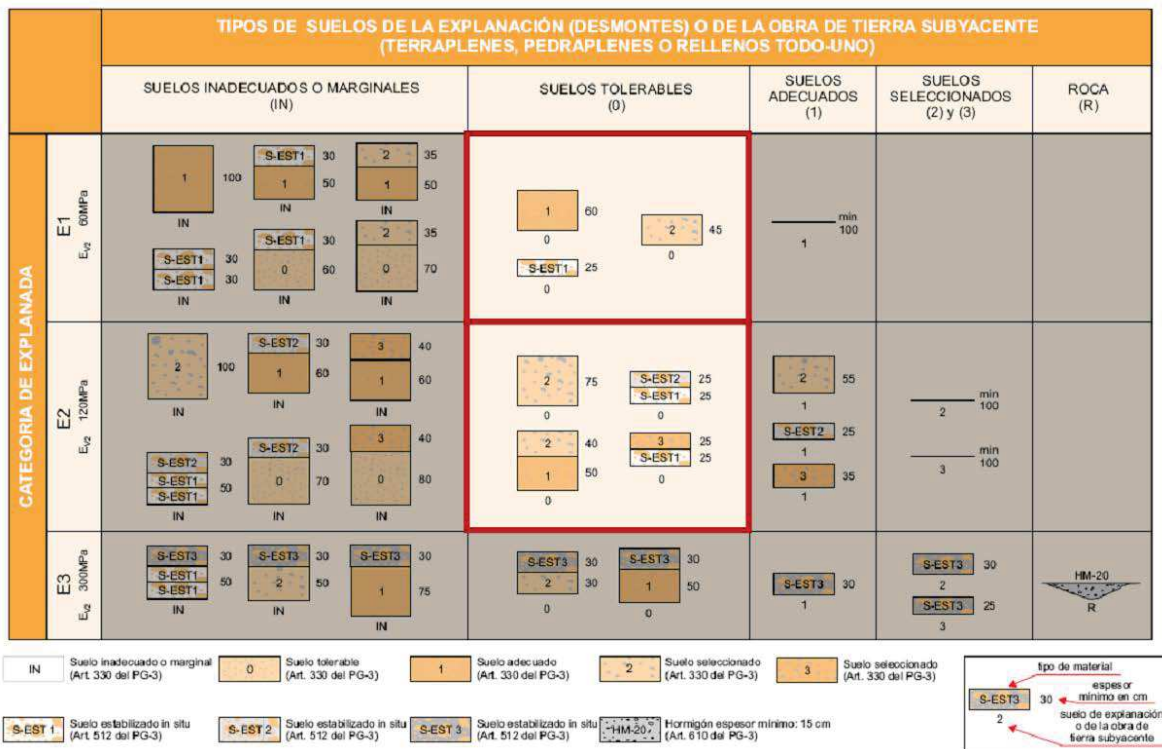 TIPOS DE SUELOS DE LA EXPLANACIÓN (DESMONTES) O DE LA OBRA DE TIERRA SUBYACENTE
(TERRAPLENES, PEDRAPLENES O RELLENOS TODO-UNO)
SUELOS INADECUADOS O MARGINALES
(IN)
SUELOS TOLERABLES
(0)
SUELOS
ADECUADOS
(1)
SUELOS
SELECCIONADOS
(2) y (3)
ROCA
(R)
CATEGORIA DE EXPLANADA
E1
EV2 60MPa
1 100
IN
S-EST1 30
1 50
IN
2 35
1 50
IN
S-EST1 30
S-EST1 30
IN
S-EST1 30
0 60
IN
2 35
0 70
IN
1 60
0
2 45
0
S-EST1 25
0
min
100
1
E2
EV2 120MPa
2 100
IN
S-EST2 30
1 60
IN
3 40
1 60
IN
S-EST2 30
S-EST1 50
S-EST1
IN
S-EST2 30
0 70
IN
3 40
0 80
IN
2 75
0
S-EST2 25
S-EST1 25
0
2 40
1 50
0
3 25
S-EST1 25
0
2 55
1
S-EST2 25
1
3 35
1
min
100
2
min
100
3
E3
EV2 300MPa
S-EST3 30
S-EST1 50
S-EST1
IN
S-EST3 30
2 50
IN
S-EST3 30
1 75
IN
S-EST3 30
2 30
0
S-EST3 30
1 50
0
S-EST3 30
1
S-EST3 30
2
S-EST3 25
3
HM-20
R
IN Suelo inadecuado o marginal
(Art. 330 del PG-3)
0 Suelo tolerable
(Art. 330 del PG-3)
1 Suelo adecuado
(Art. 330 del PG-3)
2 Suelo seleccionado
(Art. 330 del PG-3)
3 Suelo seleccionado
(Art. 330 del PG-3)
S-EST 1 Suelo estabilizado in situ
(Art. 512 del PG-3)
S-EST 2 Suelo estabilizado in situ
(Art. 512 del PG-3)
S-EST 3 Suelo estabilizado in situ
(Art. 512 del PG-3)
HM-20 Hormigón espesor mínimo: 15 cm
(Art. 610 del PG-3)
tipo de material
S-EST3 30
espesor
mínimo en cm
2
suelo de explanación
o de la obra de
tierra subyacente